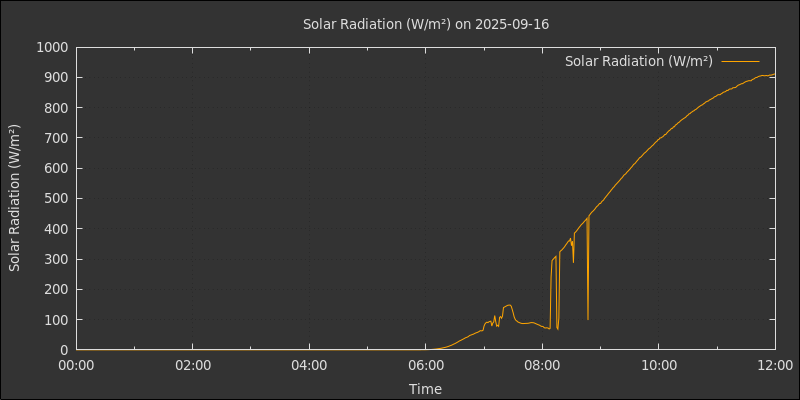 Solar Radiation (W/m²) on 2025-09-16
Solar Radiation (W/m²)
Solar Radiation (W/m²)
1000
900
800
700
600
500
400
300
200
100
0
00:00 02:00 04:00 06:00 08:00 10:00 12:00
Time